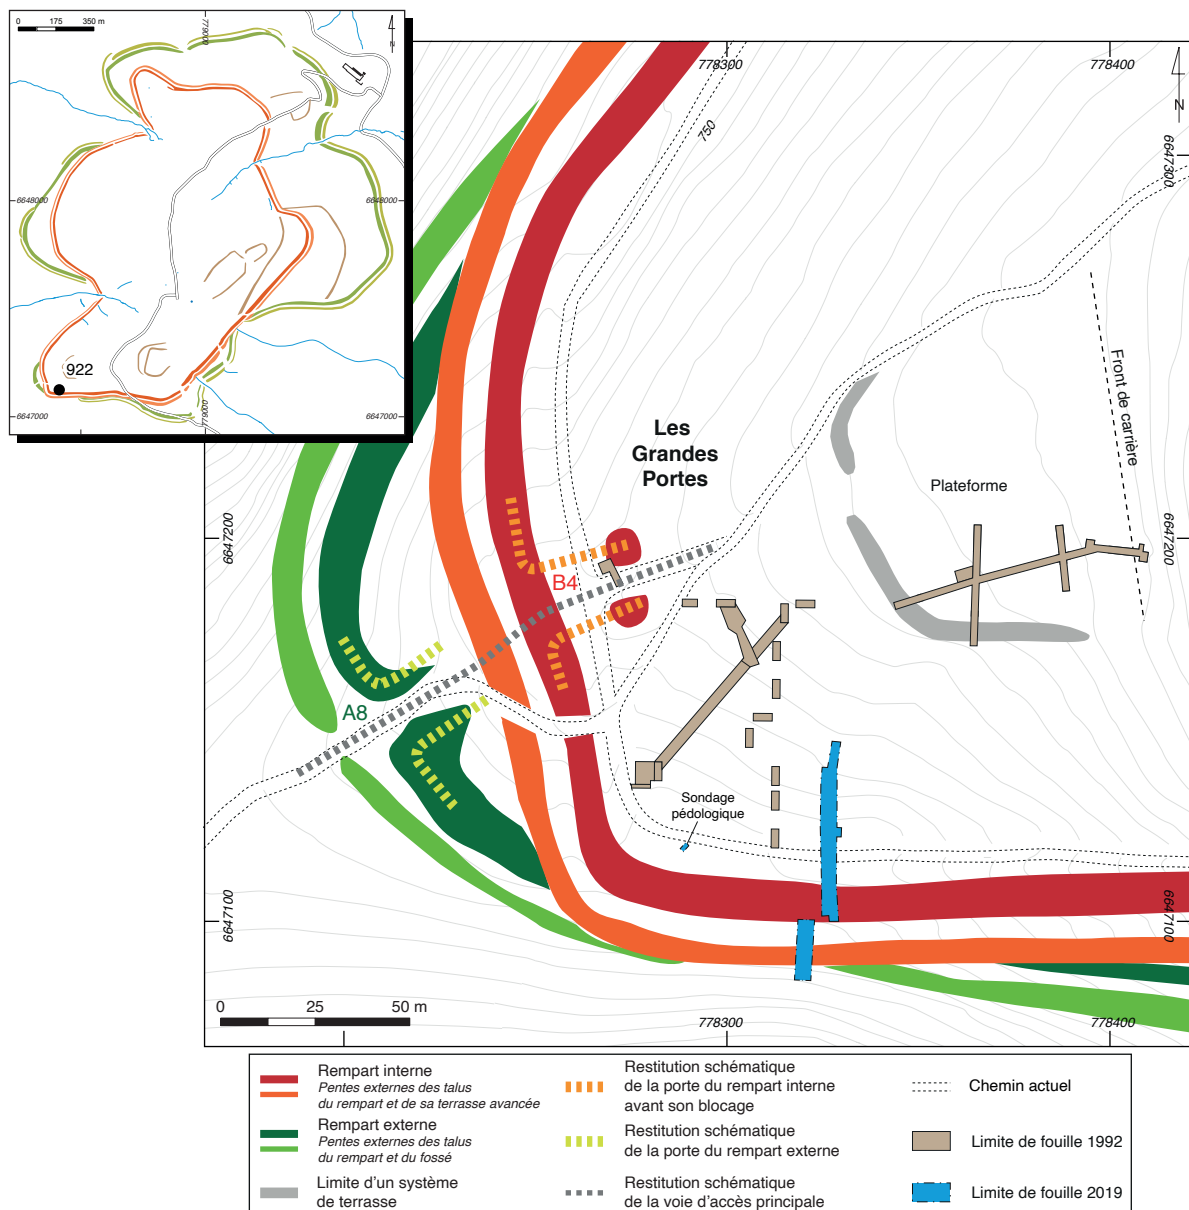 0 175 350 m
779000
N
6648000
6648000
922
6647000
6647000
779000
778300
778400
N
750
6647300
Les
Grandes
Portes
Front de carrière
Plateforme
6647200
6647200
B4
A8
Sondage
pédologique
6647100
6647100
0 25 50 m
778300
778400
Rempart interne
Pentes externes des talus
du rempart et de sa terrasse avancée
Rempart externe
Pentes externes des talus
du rempart et du fossé
Limite d'un système
de terrasse
Restitution schématique
de la porte du rempart interne
avant son blocage
Restitution schématique
de la porte du rempart externe
Restitution schématique
de la voie d'accès principale
Chemin actuel
Limite de fouille 1992
Limite de fouille 2019